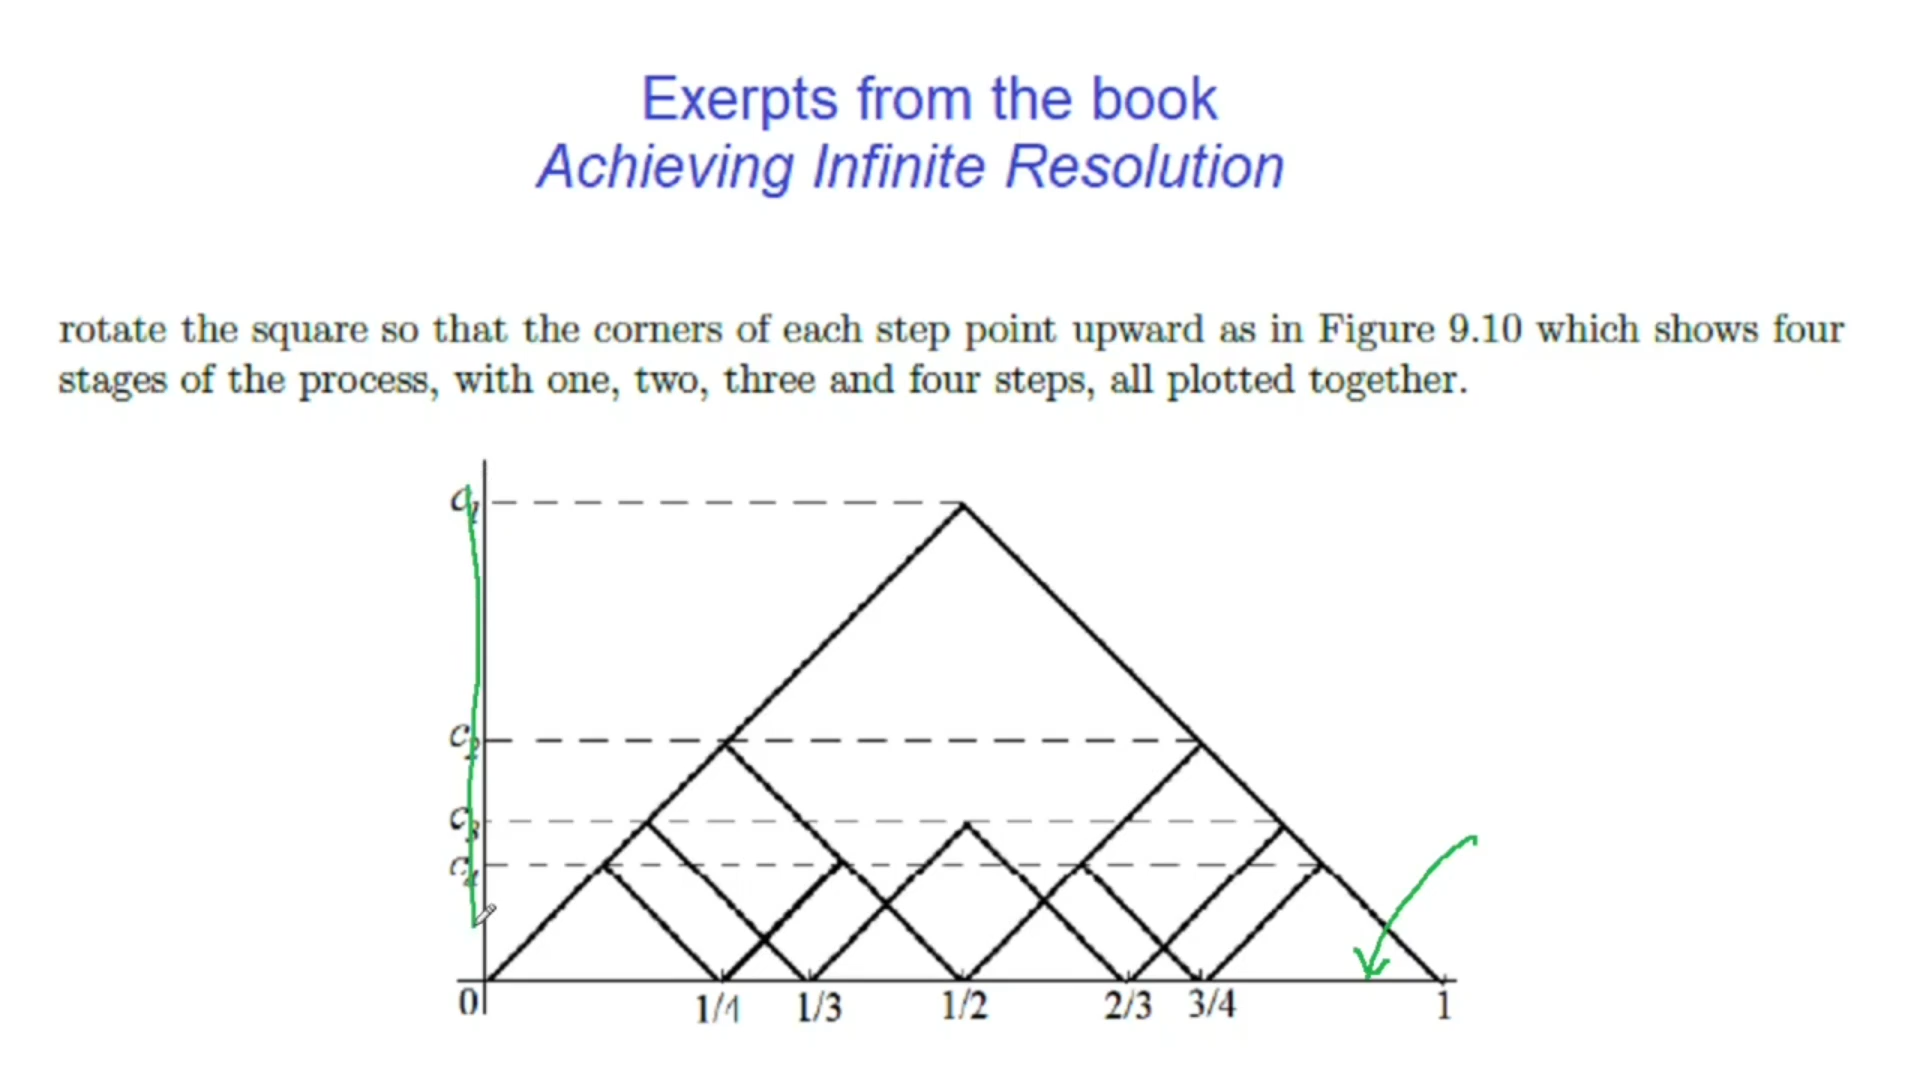 Exerpts from the book
Achieving Infinite Resolution
rotate the square so that the corners of each step point upward as in Figure 9.10 which shows four
stages of the process, with one, two, three and four steps, all plotted together.
c1
c2
c3
c4
0 1/4 1/3 1/2 2/3 3/4 1